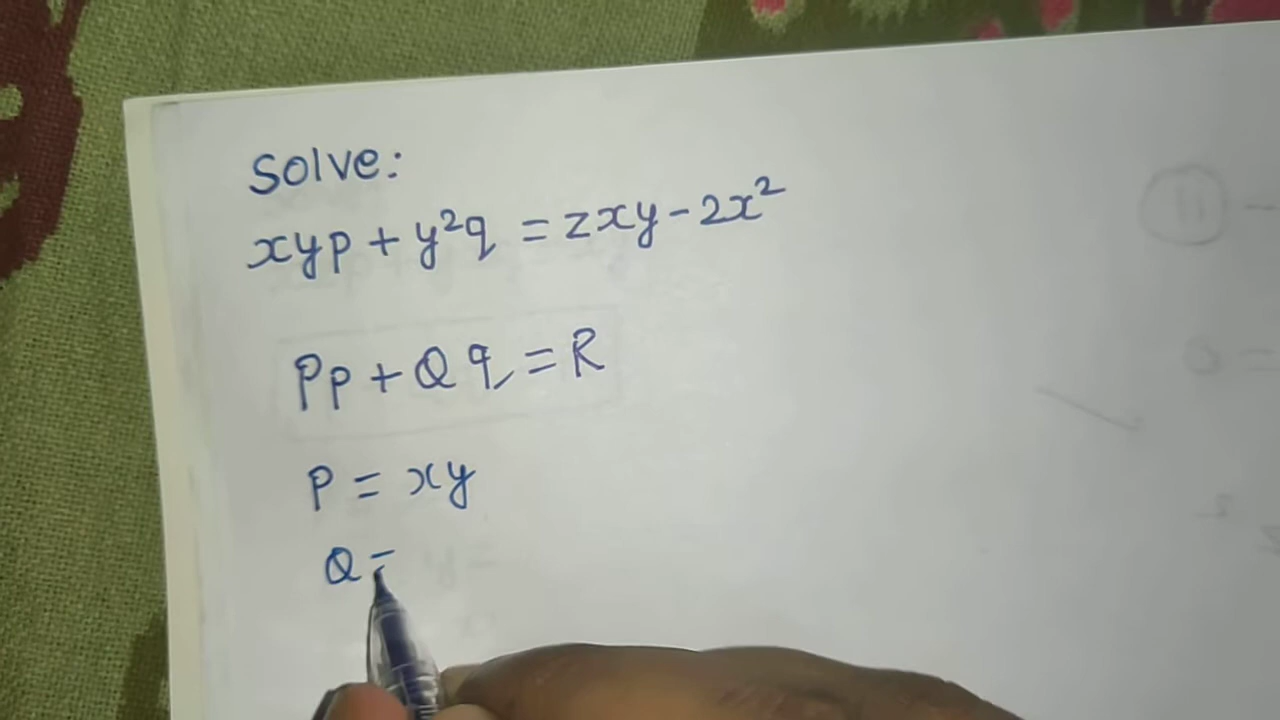 Solve:
xyp + y²q = zxy - 2x²
Pp + Qq = R
P = xy
Q =